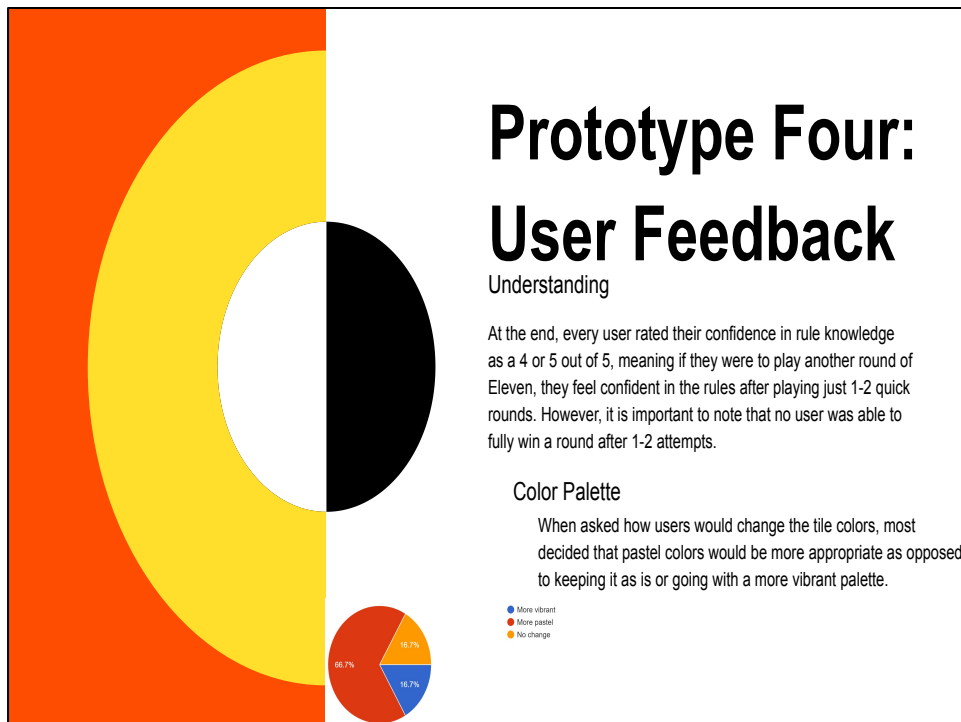 Prototype Four:
User Feedback
Understanding
At the end, every user rated their confidence in rule knowledge
as a 4 or 5 out of 5, meaning if they were to play another round of
Eleven, they feel confident in the rules after playing just 1-2 quick
rounds. However, it is important to note that no user was able to
fully win a round after 1-2 attempts.
Color Palette
When asked how users would change the tile colors, most
decided that pastel colors would be more appropriate as opposed
to keeping it as is or going with a more vibrant palette.
More vibrant
More pastel
No change
16.7%
66.7%
16.7%